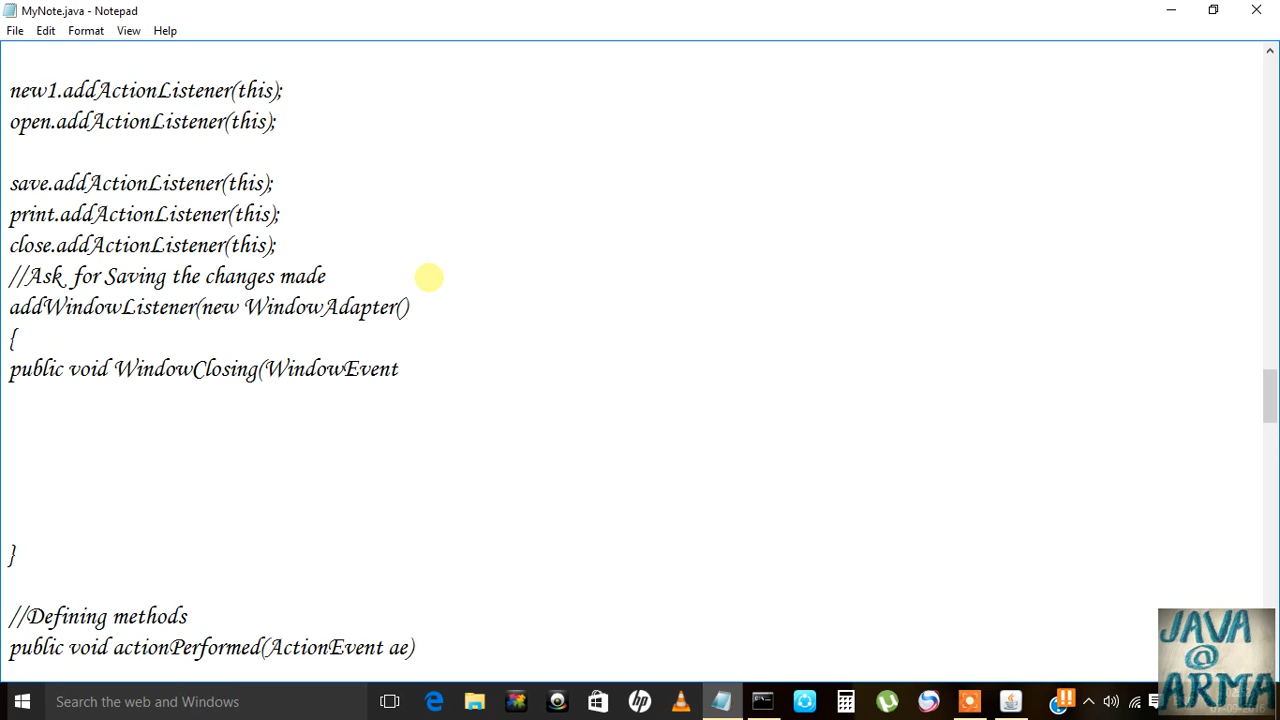 MyNote.java - Notepad
File Edit Format View Help
new1.addActionListener(this);
open.addActionListener(this);
save.addActionListener(this);
print.addActionListener(this);
close.addActionListener(this);
//Ask  for Saving the changes made
addWindowListener(new WindowAdapter()
{
public void WindowClosing(WindowEvent
}
//Defining methods
public void actionPerformed(ActionEvent ae)
JAVA
@
ARMA
Search the web and Windows